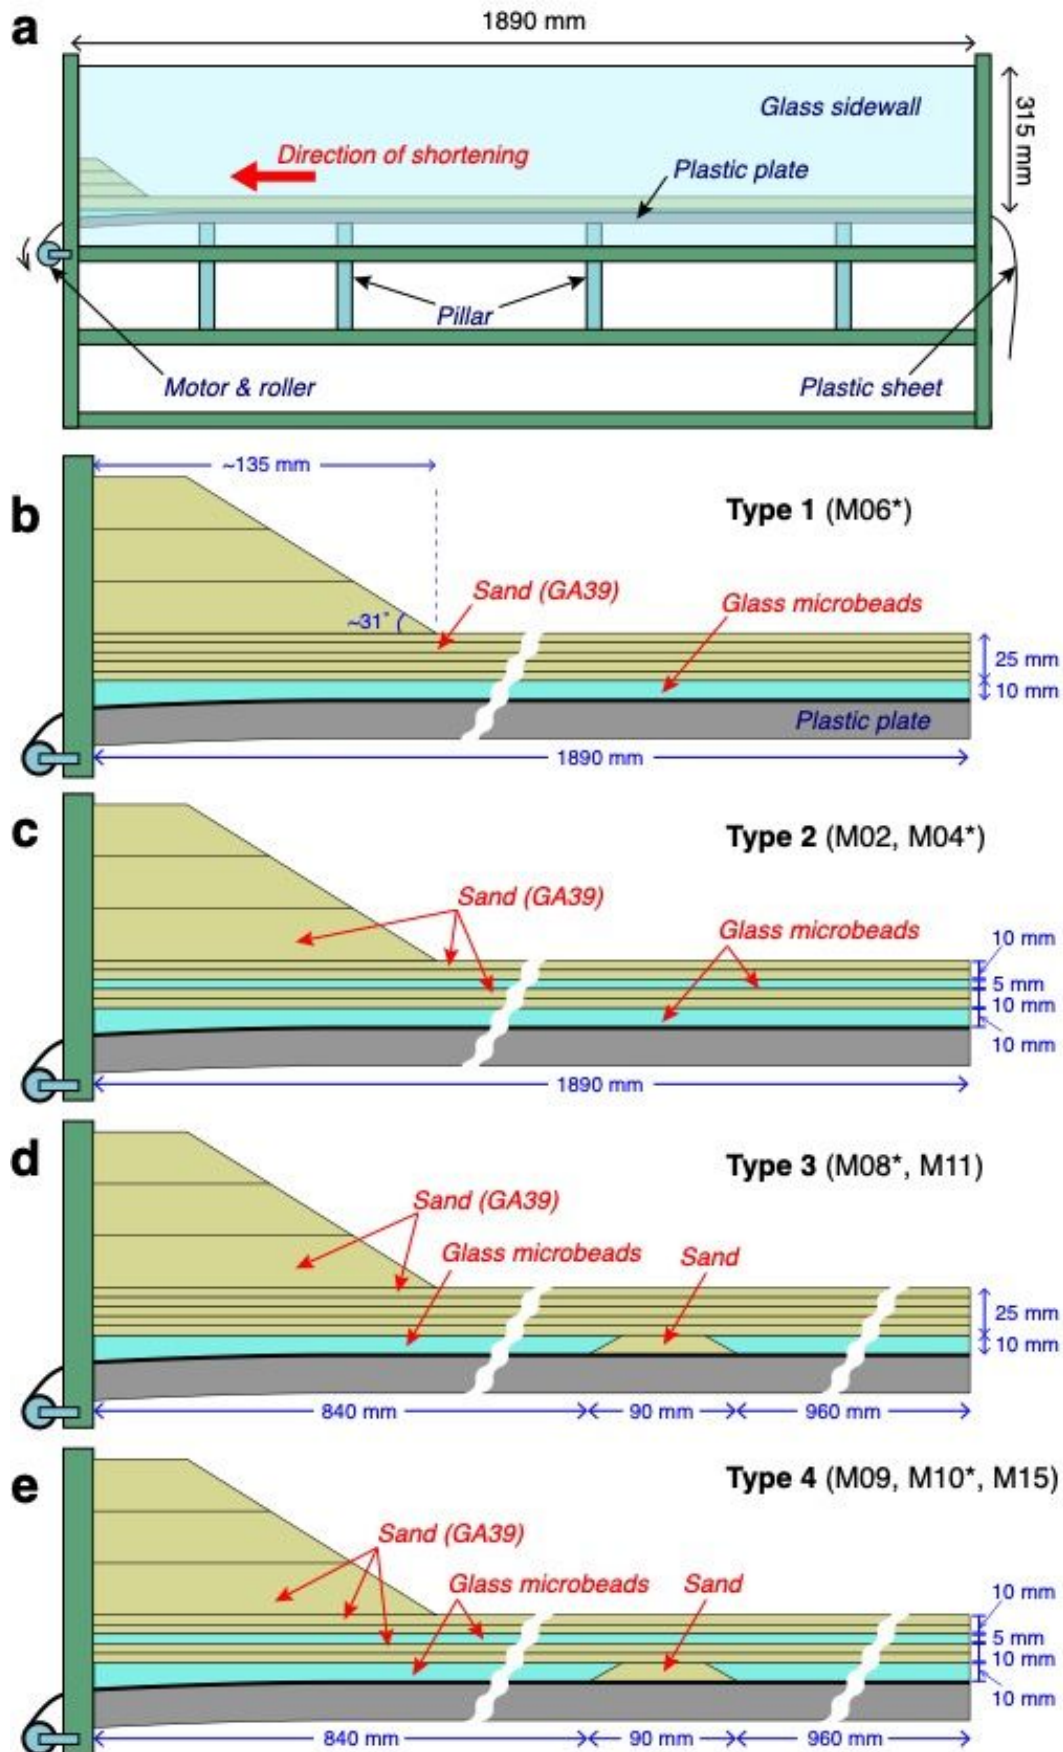 a
1890 mm
Glass sidewall
315 mm
Direction of shortening
Plastic plate
Pillar
Motor & roller
Plastic sheet
b
~135 mm
Type 1 (M06*)
Sand (GA39)
Glass microbeads
~31°
25 mm
10 mm
Plastic plate
1890 mm
c
Type 2 (M02, M04*)
Sand (GA39)
Glass microbeads
10 mm
5 mm
10 mm
10 mm
1890 mm
d
Type 3 (M08*, M11)
Sand (GA39)
Glass microbeads
Sand
25 mm
10 mm
840 mm
90 mm
960 mm
e
Type 4 (M09, M10*, M15)
Sand (GA39)
Glass microbeads
Sand
10 mm
5 mm
10 mm
10 mm
840 mm
90 mm
960 mm